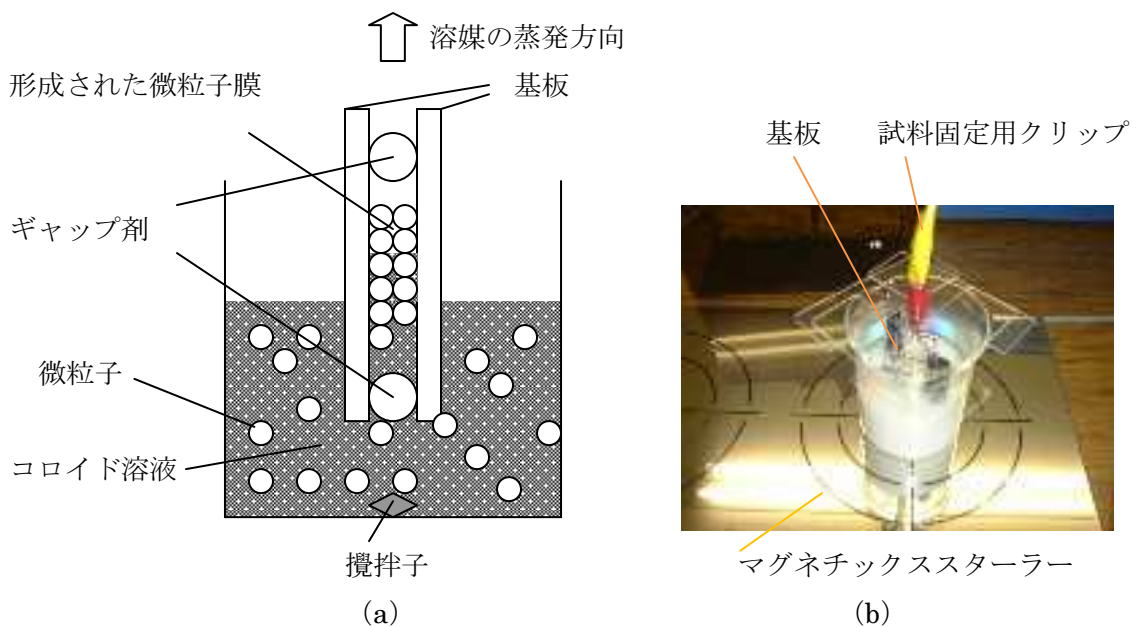 溶媒の蒸発方向
形成された微粒子膜
基板
ギャップ剤
微粒子
コロイド溶液
攪拌子
(a)
基板
試料固定用クリップ
マグネチックススターラー
(b)